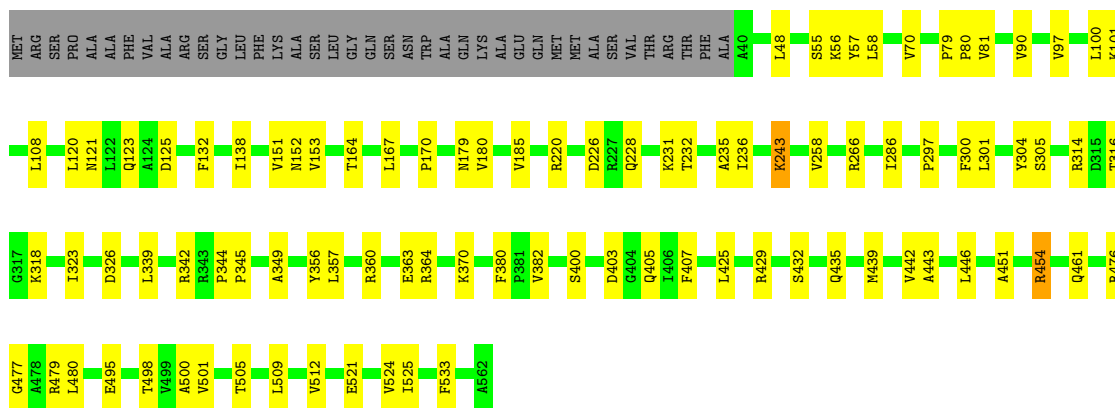 MET ARG SER PRO ALA ALA PHE VAL ALA ARG SER GLY LEU PHE LYS ALA SER LEU GLY GLN SER ASN TRP ALA GLN LYS ALA GLU GLN MET MET ALA SER VAL THR ARG THR PHE ALA A40 L48 S55 K56 Y57 L58 V70 P79 P80 V81 V90 V97 L100 K101
L108 L120 N121 L122 Q123 A124 D125 F132 I138 V151 N152 V153 T164 L167 P170 N179 V180 V185 R220 D226 R227 Q228 K231 T232 A235 I236 K243 V258 R266 I286 P297 F300 L301 Y304 S305 R314 D315 T316
G317 K318 I323 D326 L339 R342 R343 P344 P345 A349 Y356 L357 R360 E363 R364 K370 F380 P381 V382 S400 D403 G404 Q405 I406 F407 L425 R429 S432 Q435 M439 V442 A443 L446 A451 R454 Q461
G477 A478 R479 L480 E495 T498 V499 A500 V501 T505 L509 V512 E521 V524 I525 F533 A562